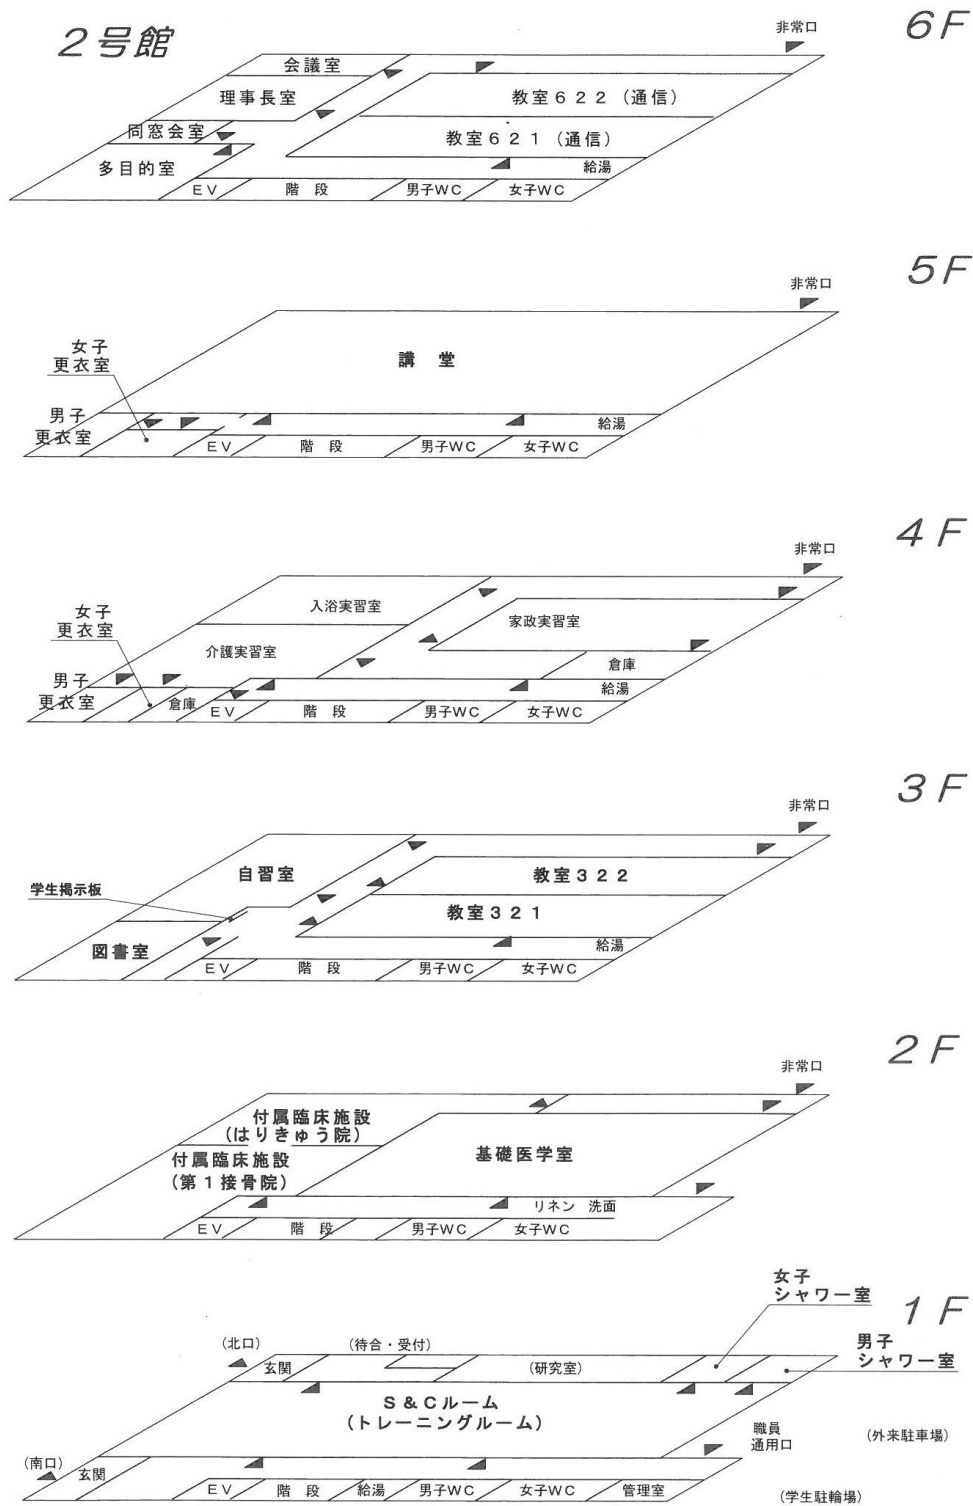 ２号館
６Ｆ
非常口
会議室
理事長室
教室６２２（通信）
同窓会室
教室６２１（通信）
多目的室
給湯
ＥＶ
階 段
男子ＷＣ
女子ＷＣ
５Ｆ
非常口
講 堂
女子
更衣室
男子
更衣室
給湯
ＥＶ
階 段
男子ＷＣ
女子ＷＣ
４Ｆ
非常口
入浴実習室
家政実習室
女子
更衣室
介護実習室
倉庫
男子
更衣室
倉庫
給湯
ＥＶ
階 段
男子ＷＣ
女子ＷＣ
３Ｆ
非常口
自習室
教室３２２
学生掲示板
教室３２１
図書室
給湯
ＥＶ
階 段
男子ＷＣ
女子ＷＣ
２Ｆ
非常口
付属臨床施設
（はりきゅう院）
基礎医学室
付属臨床施設
（第１接骨院）
リネン 洗面
ＥＶ
階 段
男子ＷＣ
女子ＷＣ
１Ｆ
女子
シャワー室
男子
シャワー室
（北口）
（待合・受付）
玄関
（研究室）
Ｓ＆Ｃルーム
（トレーニングルーム）
職員
通用口
（外来駐車場）
（南口）
玄関
ＥＶ
階 段
給湯
男子ＷＣ
女子ＷＣ
管理室
（学生駐輪場）